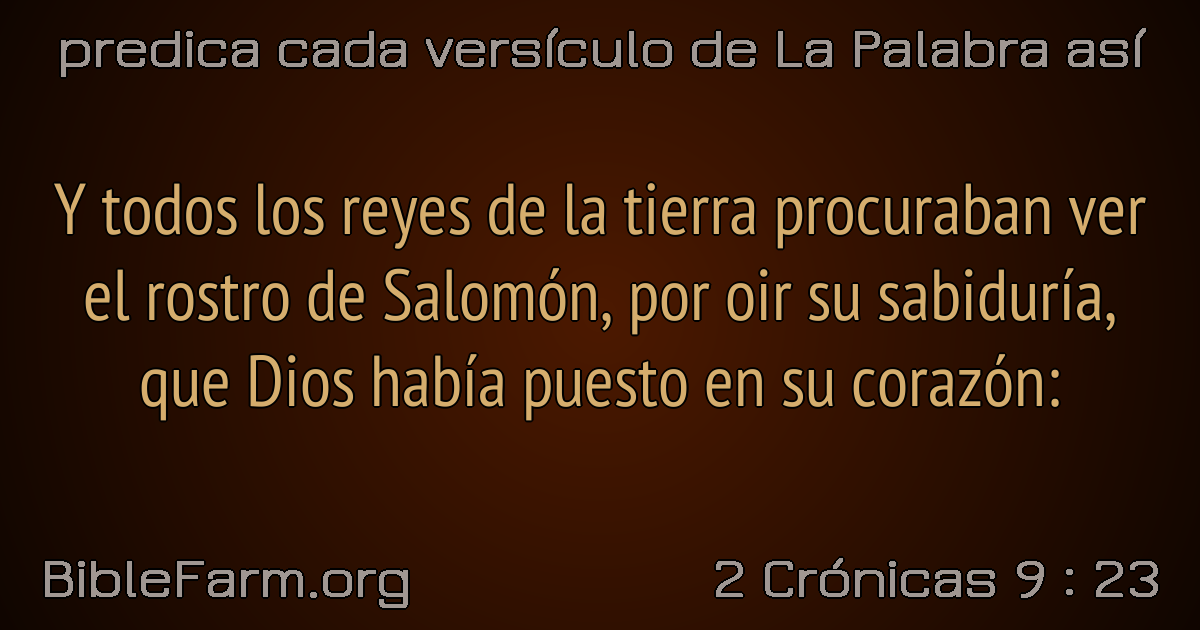 predica cada versículo de La Palabra así
Y todos los reyes de la tierra procuraban ver
el rostro de Salomón, por oir su sabiduría,
que Dios había puesto en su corazón:
BibleFarm.org
2 Crónicas 9 : 23